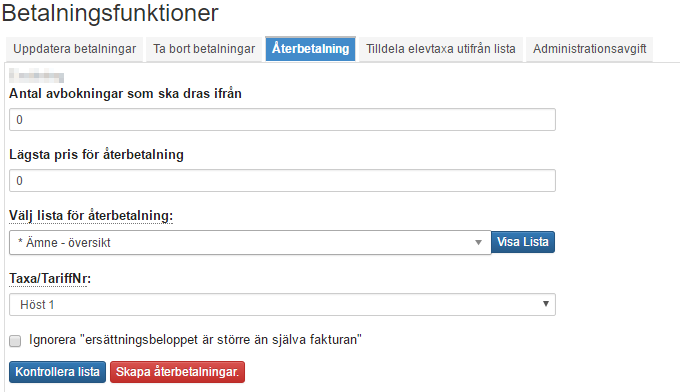 Betalningsfunktioner
Uppdatera betalningar Ta bort betalningar Återbetalning Tilldela elevtaxa utifrån lista Administrationsavgift
Antal avbokningar som ska dras ifrån
0
Lägsta pris för återbetalning
0
Välj lista för återbetalning:
* Ämne - översikt Visa Lista
Taxa/TariffNr:
Höst 1
Ignorera "ersättningsbeloppet är större än själva fakturan"
Kontrollera lista Skapa återbetalningar.